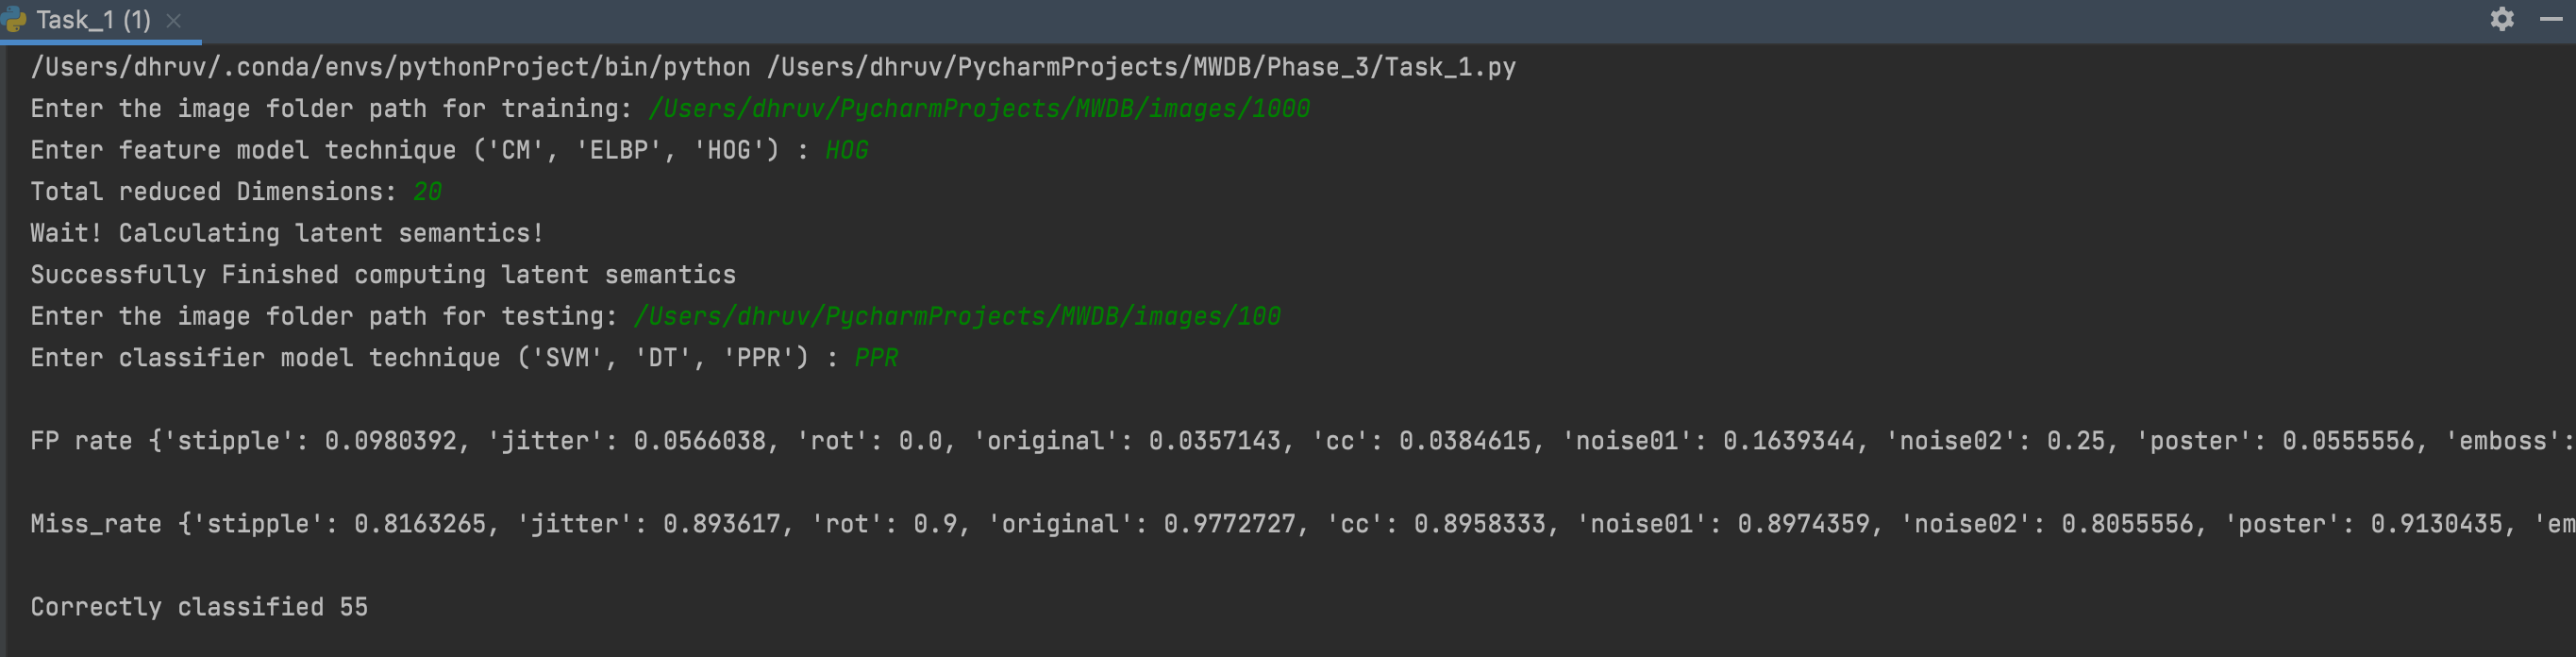 Task_1 (1)
/Users/dhruv/.conda/envs/pythonProject/bin/python /Users/dhruv/PycharmProjects/MWDB/Phase_3/Task_1.py
Enter the image folder path for training: /Users/dhruv/PycharmProjects/MWDB/images/1000
Enter feature model technique ('CM', 'ELBP', 'HOG') : HOG
Total reduced Dimensions: 20
Wait! Calculating latent semantics!
Successfully Finished computing latent semantics
Enter the image folder path for testing: /Users/dhruv/PycharmProjects/MWDB/images/100
Enter classifier model technique ('SVM', 'DT', 'PPR') : PPR
FP rate {'stipple': 0.0980392, 'jitter': 0.0566038, 'rot': 0.0, 'original': 0.0357143, 'cc': 0.0384615, 'noise01': 0.1639344, 'noise02': 0.25, 'poster': 0.0555556, 'emboss':
Miss_rate {'stipple': 0.8163265, 'jitter': 0.893617, 'rot': 0.9, 'original': 0.9772727, 'cc': 0.8958333, 'noise01': 0.8974359, 'noise02': 0.8055556, 'poster': 0.9130435, 'em
Correctly classified 55